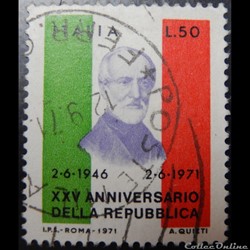 ITALIA L.50
2·6·1946 2·6·1971
XXV ANNIVERSARIO
DELLA REPUBBLICA
I.P.S.-ROMA-1971 A. QUIETI